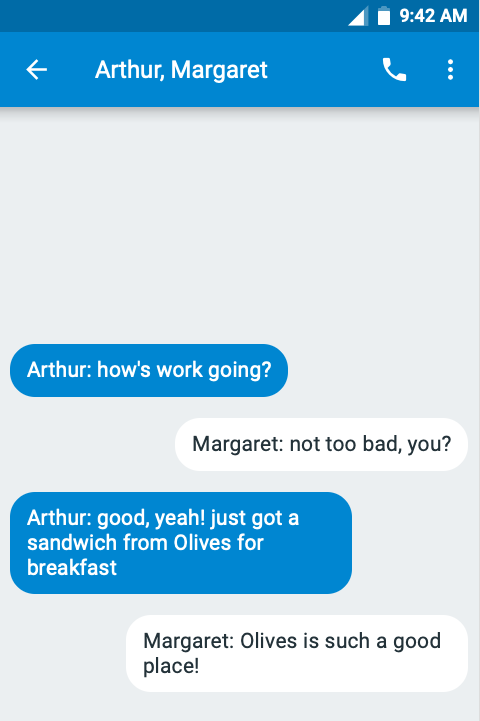 9:42 AM
Arthur, Margaret
Arthur: how's work going?
Margaret: not too bad, you?
Arthur: good, yeah! just got a
sandwich from Olives for
breakfast
Margaret: Olives is such a good
place!